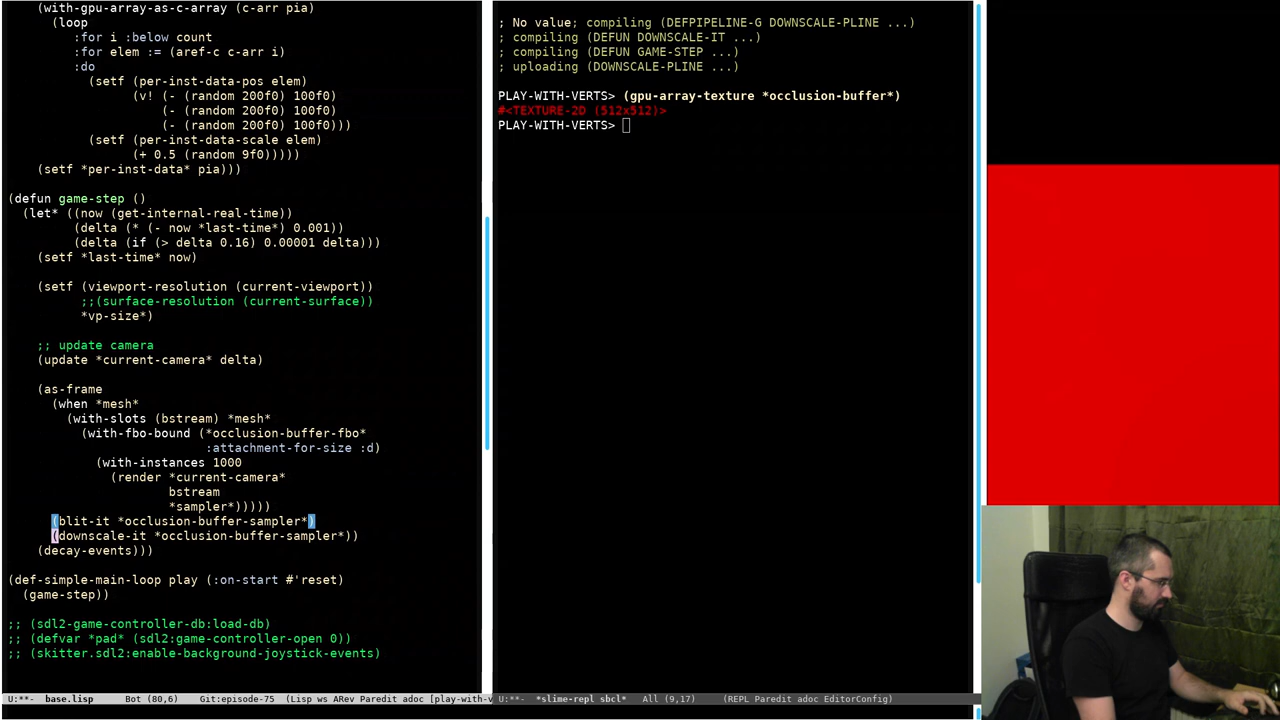 (with-gpu-array-as-c-array (c-arr pia)
(loop
:for i :below count
:for elem := (aref-c c-arr i)
:do
(setf (per-inst-data-pos elem)
(v! (- (random 200f0) 100f0)
(- (random 200f0) 100f0)
(- (random 200f0) 100f0)))
(setf (per-inst-data-scale elem)
(+ 0.5 (random 9f0)))))
(setf *per-inst-data* pia)))
(defun game-step ()
(let* ((now (get-internal-real-time))
(delta (* (- now *last-time*) 0.001))
(delta (if (> delta 0.16) 0.00001 delta)))
(setf *last-time* now)
(setf (viewport-resolution (current-viewport))
;;(surface-resolution (current-surface))
*vp-size*)
;; update camera
(update *current-camera* delta)
(as-frame
(when *mesh*
(with-slots (bstream) *mesh*
(with-fbo-bound (*occlusion-buffer-fbo*
:attachment-for-size :d)
(with-instances 1000
(render *current-camera*
bstream
*sampler*)))))
(blit-it *occlusion-buffer-sampler*)
(downscale-it *occlusion-buffer-sampler*))
(decay-events)))
(def-simple-main-loop play (:on-start #'reset)
(game-step))
;; (sdl2-game-controller-db:load-db)
;; (defvar *pad* (sdl2:game-controller-open 0))
;; (skitter.sdl2:enable-background-joystick-events)
U:**-  base.lisp      Bot (80,6)     Git:episode-75  (Lisp ws ARev Paredit adoc [play-with-v
; No value; compiling (DEFPIPELINE-G DOWNSCALE-PLINE ...)
; compiling (DEFUN DOWNSCALE-IT ...)
; compiling (DEFUN GAME-STEP ...)
; uploading (DOWNSCALE-PLINE ...)
PLAY-WITH-VERTS> (gpu-array-texture *occlusion-buffer*)
#<TEXTURE-2D (512x512)>
PLAY-WITH-VERTS>
U:**-  *slime-repl sbcl*   All (9,17)     (REPL Paredit adoc EditorConfig)